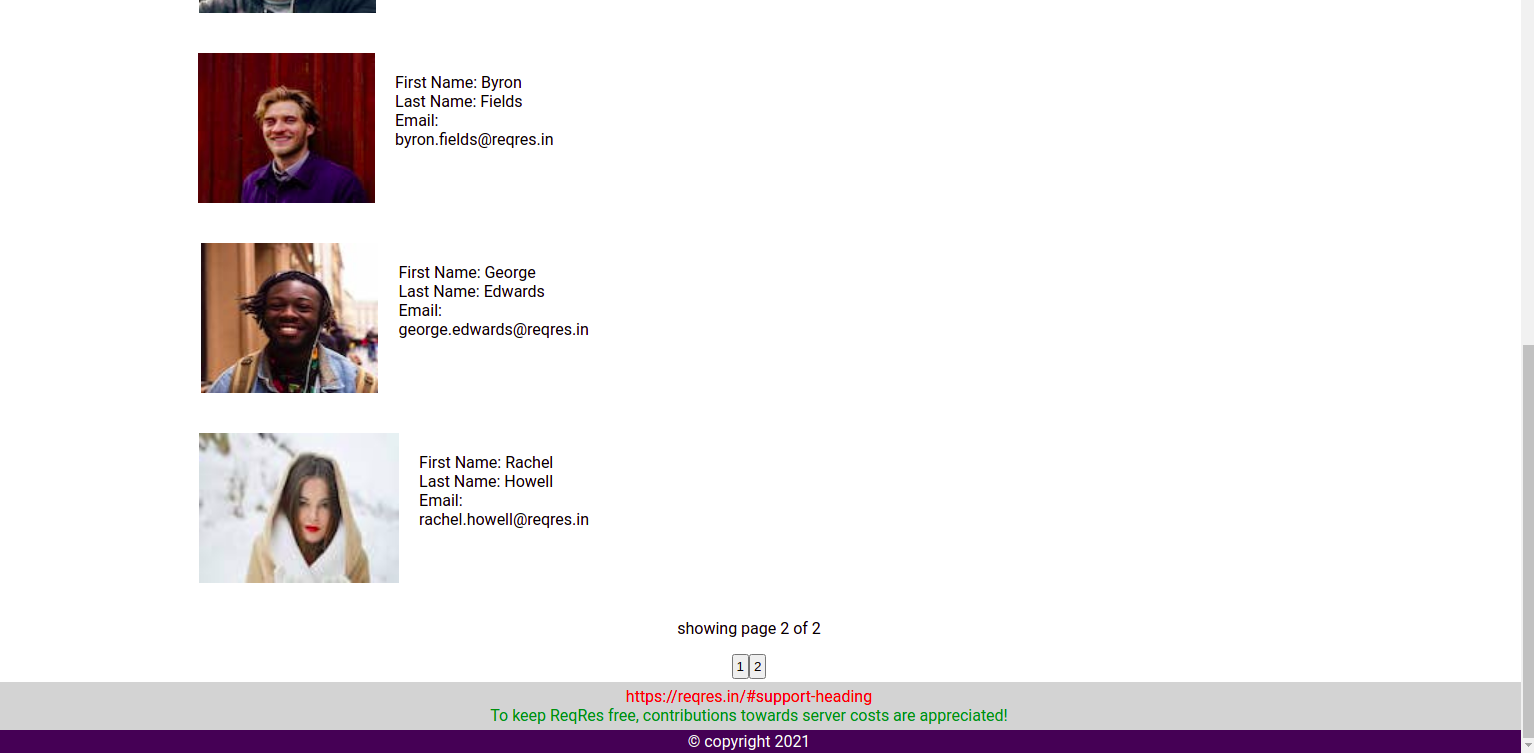 First Name: Byron
Last Name: Fields
Email:
byron.fields@reqres.in
First Name: George
Last Name: Edwards
Email:
george.edwards@reqres.in
First Name: Rachel
Last Name: Howell
Email:
rachel.howell@reqres.in
showing page 2 of 2
1 2
https://reqres.in/#support-heading
To keep ReqRes free, contributions towards server costs are appreciated!
© copyright 2021